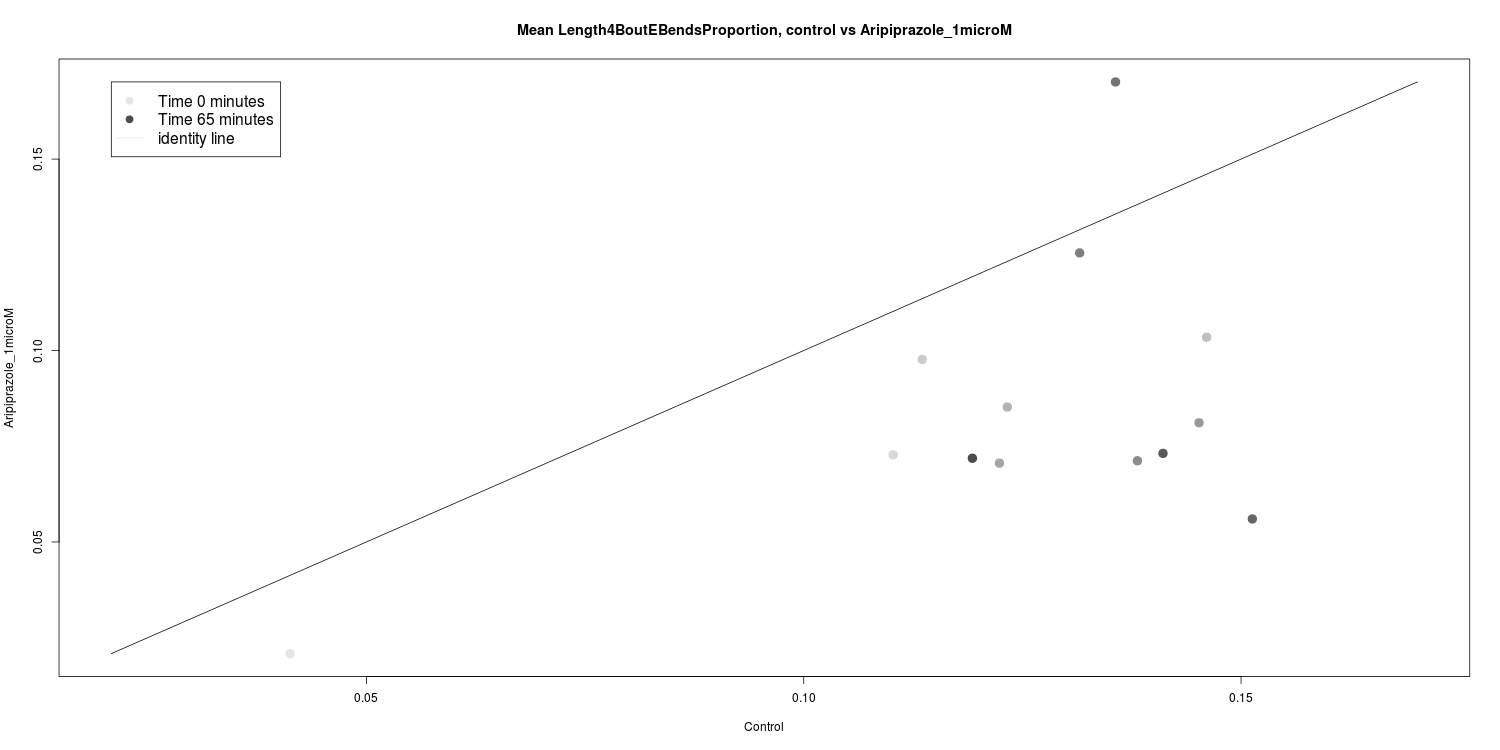 Mean Length4BoutEBendsProportion, control vs Aripiprazole_1microM
Time 0 minutes
Time 65 minutes
identity line
Aripiprazole_1microM
0.15
0.10
0.05
0.05
0.10
0.15
Control